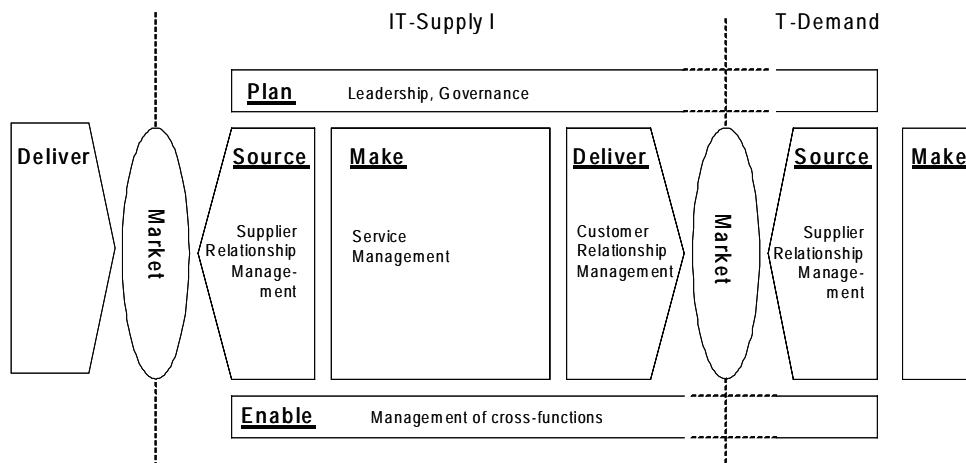 IT-Supply I
T-Demand
Plan
Leadership, Governance
Deliver
Market
Source
Supplier
Relationship
Manage-
ment
Make
Service
Management
Deliver
Customer
Relationship
Management
Market
Source
Supplier
Relationship
Manage-
ment
Make
Enable
Management of cross-functions